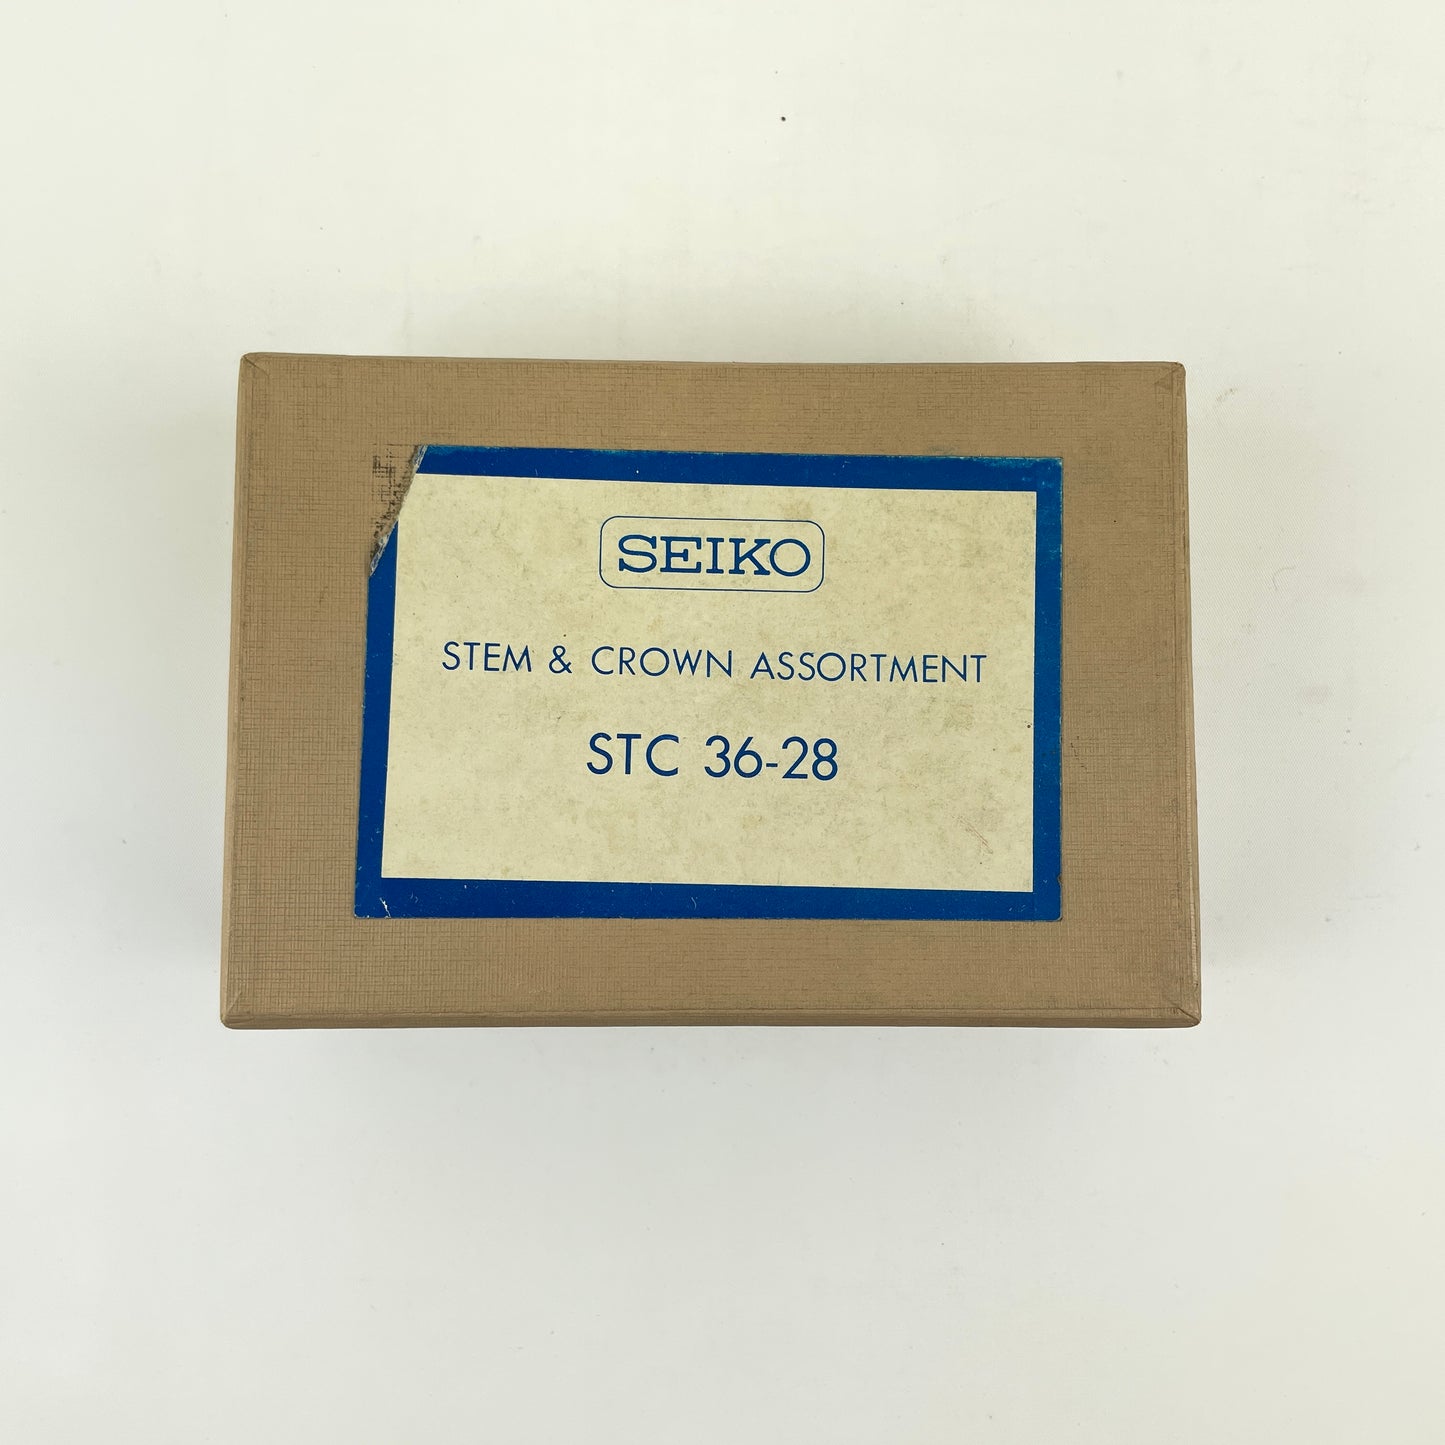 SEIKO
STEM & CROWN ASSORTMENT
STC 36-28